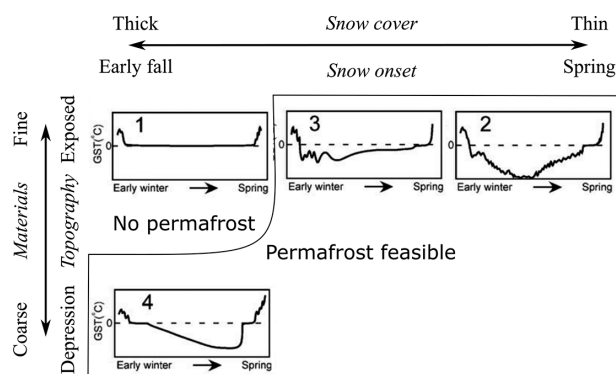 Thick
Snow cover
Thin
Early fall
Snow onset
Spring
Fine
Materials
Coarse
Exposed
Topography
Depression
1
GST(°C)
0
Early winter
Spring
3
0
Early winter
Spring
2
0
Early winter
Spring
No permafrost
Permafrost feasible
4
GST(°C)
0
Early winter
Spring